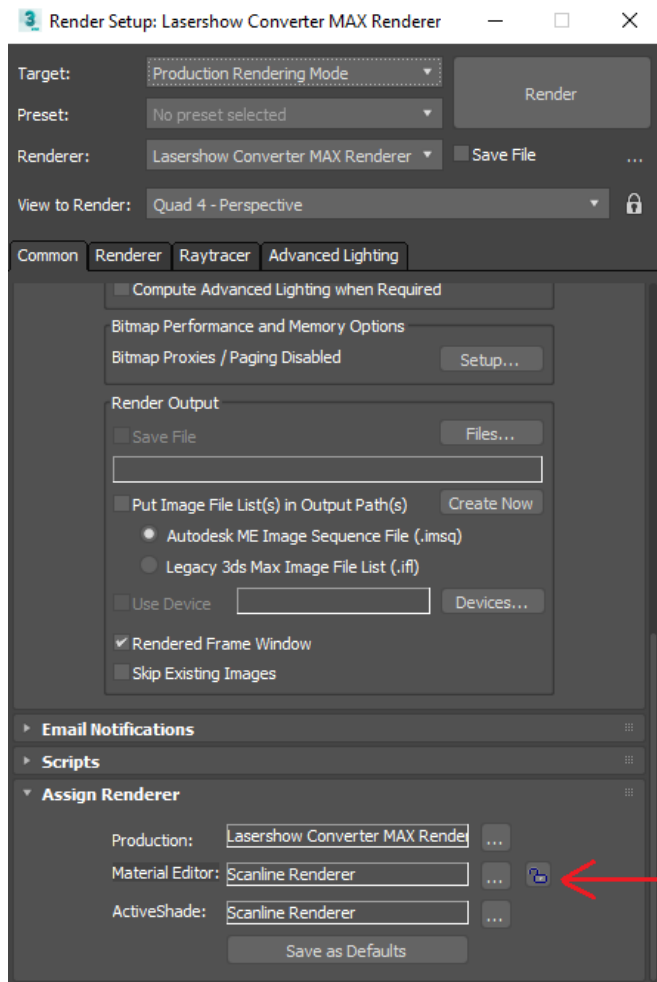 3 Render Setup: Lasershow Converter MAX Renderer
Target: Production Rendering Mode
Render
Preset: No preset selected
Renderer: Lasershow Converter MAX Renderer Save File ...
View to Render: Quad 4 - Perspective
Common Renderer Raytracer Advanced Lighting
Compute Advanced Lighting when Required
Bitmap Performance and Memory Options
Bitmap Proxies / Paging Disabled Setup...
Render Output
Save File Files...
Put Image File List(s) in Output Path(s) Create Now
Autodesk ME Image Sequence File (.imsq)
Legacy 3ds Max Image File List (.ifl)
Use Device Devices...
Rendered Frame Window
Skip Existing Images
Email Notifications
Scripts
Assign Renderer
Production: Lasershow Converter MAX Render ...
Material Editor: Scanline Renderer ...
ActiveShade: Scanline Renderer ...
Save as Defaults